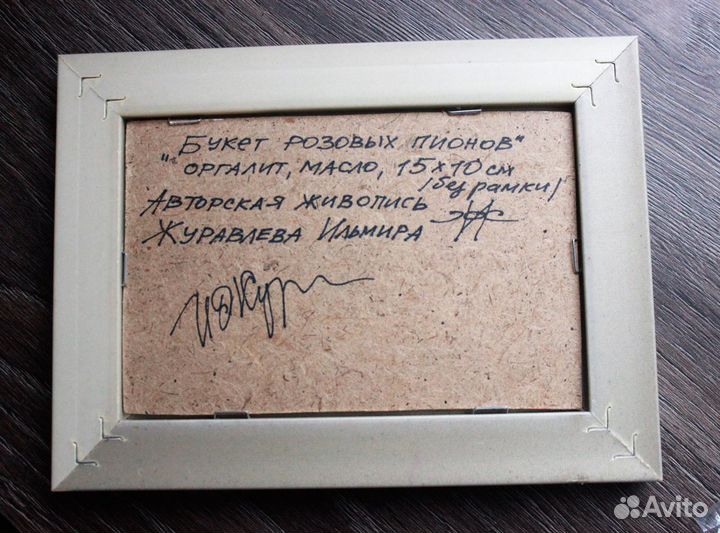 "Букет розовых пионов"
оргалит, масло, 15х10 см
/без рамки/
Авторская живопись
Журавлева Ильмира
Avito